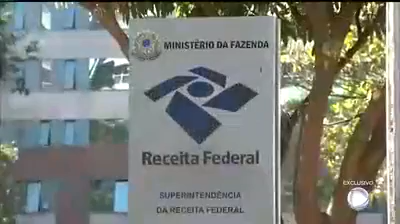 MINISTÉRIO DA FAZENDA
Receita Federal
SUPERINTENDÊNCIA
DA RECEITA FEDERAL
EXCLUSIVO